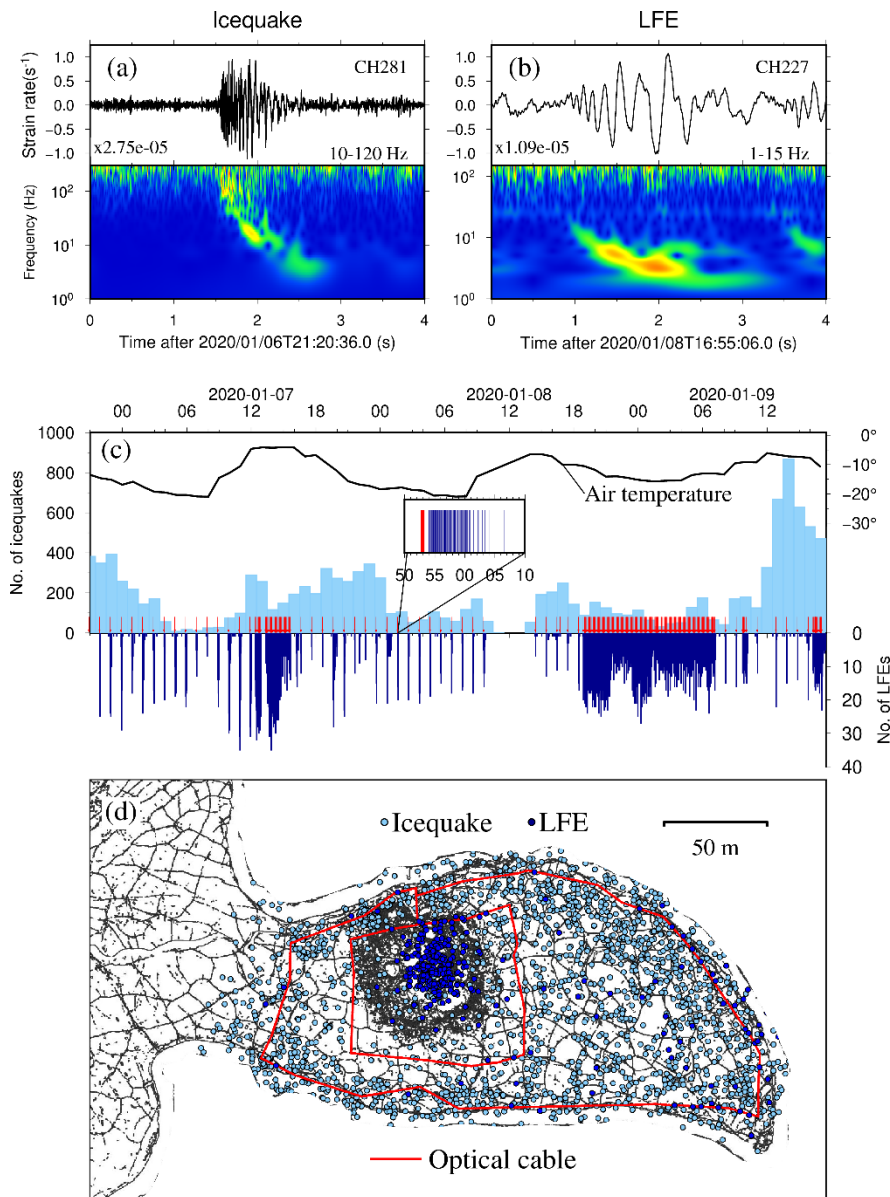 Icequake LFE
(a) CH281
1.0
0.5
0.0
−0.5
−1.0
Strain rate(s⁻¹)
x2.75e-05 10-120 Hz
(b) CH227
1.0
0.5
0.0
−0.5
−1.0
x1.09e-05 1-15 Hz
10²
10¹
10⁰
Frequency (Hz)
10²
10¹
10⁰
0 1 2 3 4
Time after 2020/01/06T21:20:36.0 (s)
0 1 2 3 4
Time after 2020/01/08T16:55:06.0 (s)
2020-01-07 2020-01-08 2020-01-09
00 06 12 18 00 06 12 18 00 06 12
(c)
1000
800
600
400
200
0
No. of icequakes
0°
−10°
−20°
−30°
Air temperature
50 55 00 05 10
0
10
20
30
40
No. of LFEs
(d)
Icequake LFE
50 m
Optical cable